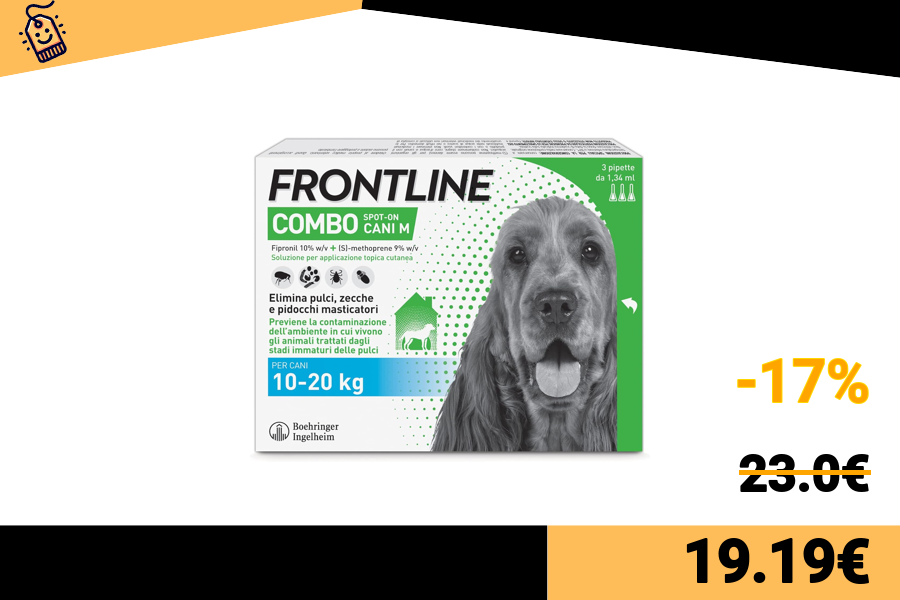 FRONTLINE
COMBO SPOT-ON
CANI M
3 pipette
da 1,34 ml
Fipronil 10% w/v + (S)-methoprene 9% w/v
Soluzione per applicazione topica cutanea
Elimina pulci, zecche
e pidocchi masticatori
Previene la contaminazione
dell'ambiente in cui vivono
gli animali trattati dagli
stadi immaturi delle pulci
PER CANI
10-20 kg
Boehringer
Ingelheim
-17%
23.0€
19.19€